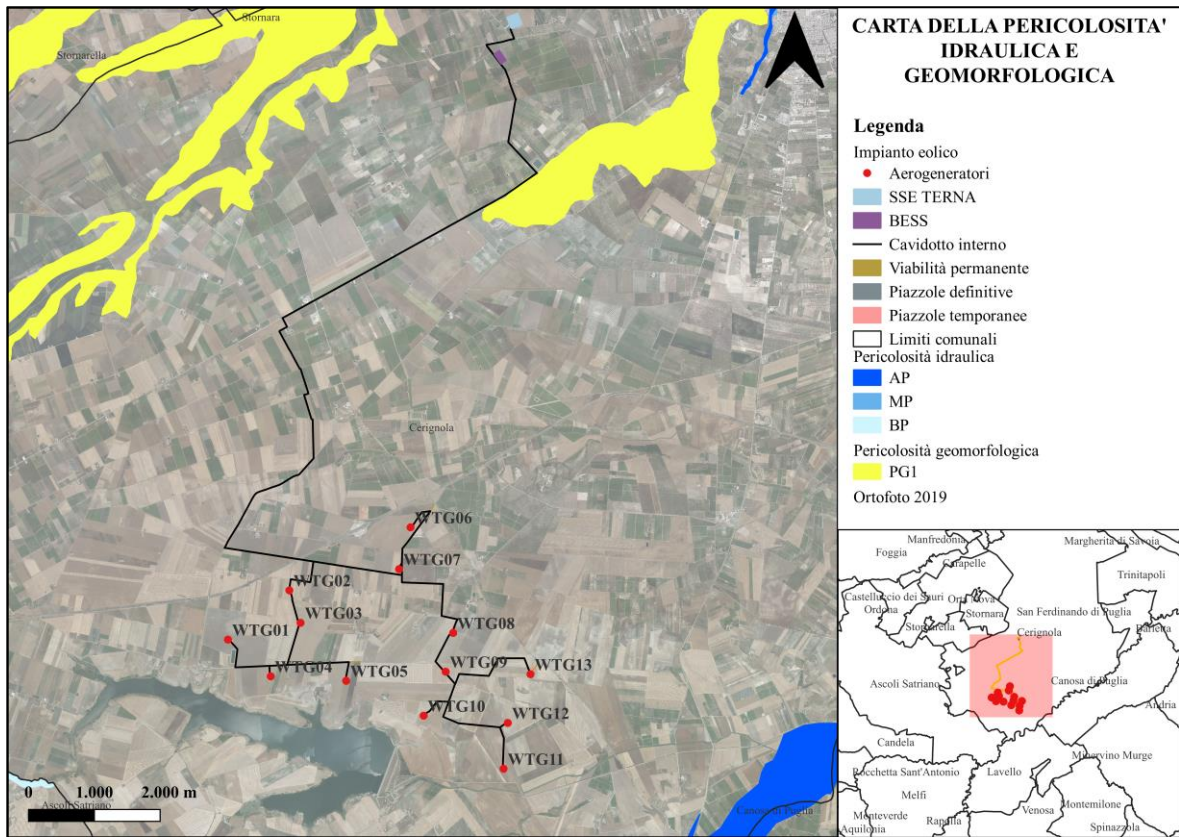 Stornara
Stornarella
Cerignola
WTG06
WTG07
WTG02
WTG03
WTG01
WTG08
WTG04
WTG05
WTG09
WTG13
WTG10
WTG12
WTG11
0 1.000 2.000 m
Ascoli Satriano
Canosa di Puglia
CARTA DELLA PERICOLOSITA'
IDRAULICA E
GEOMORFOLOGICA
Legenda
Impianto eolico
Aerogeneratori
SSE TERNA
BESS
Cavidotto interno
Viabilità permanente
Piazzole definitive
Piazzole temporanee
Limiti comunali
Pericolosità idraulica
AP
MP
BP
Pericolosità geomorfologica
PG1
Ortofoto 2019
Manfredonia
Margherita di Savoia
Foggia
Carapelle
Trinitapoli
Castelluccio dei Sauri
Orta Nova
Ordona
Stornara
San Ferdinando di Puglia
Stornarella
Cerignola
Barletta
Ascoli Satriano
Canosa di Puglia
Andria
Candela
Minervino Murge
Rocchetta Sant'Antonio
Lavello
Melfi
Montemilone
Monteverde
Venosa
Aquilonia
Rapolla
Spinazzola